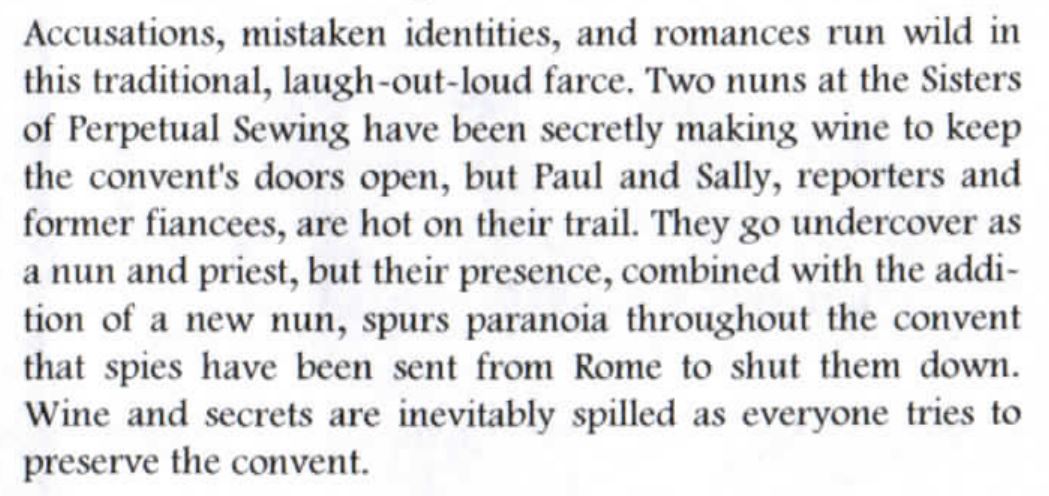 Accusations, mistaken identities, and romances run wild in
this traditional, laugh-out-loud farce. Two nuns at the Sisters
of Perpetual Sewing have been secretly making wine to keep
the convent's doors open, but Paul and Sally, reporters and
former fiancees, are hot on their trail. They go undercover as
a nun and priest, but their presence, combined with the addi-
tion of a new nun, spurs paranoia throughout the convent
that spies have been sent from Rome to shut them down.
Wine and secrets are inevitably spilled as everyone tries to
preserve the convent.